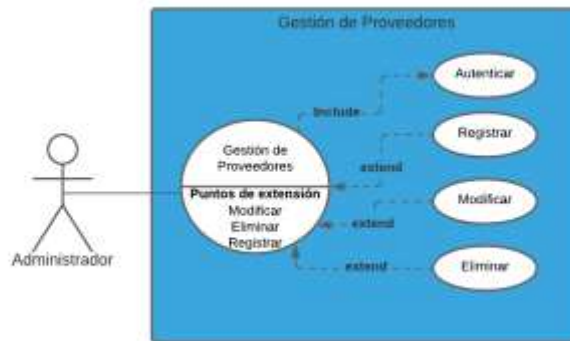 Gestión de Proveedores
Autenticar
Include
Registrar
Gestión de
Proveedores
extend
Puntos de extensión
Modificar
Eliminar
Registrar
Modificar
extend
Administrador
Eliminar
extend